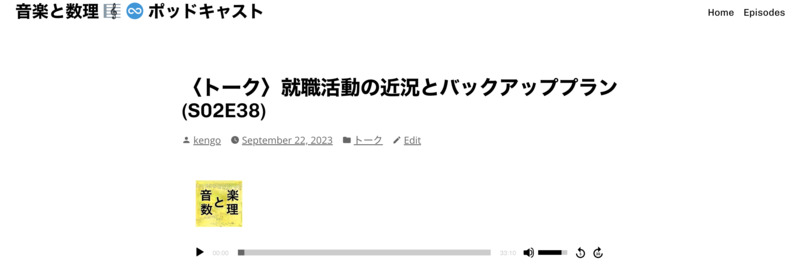 音楽と数理 🎼 ♾️ ポッドキャスト
Home Episodes
〈トーク〉就職活動の近況とバックアッププラン
(S02E38)
kengo September 22, 2023 トーク Edit
音楽
と
数理
00:00 23:10